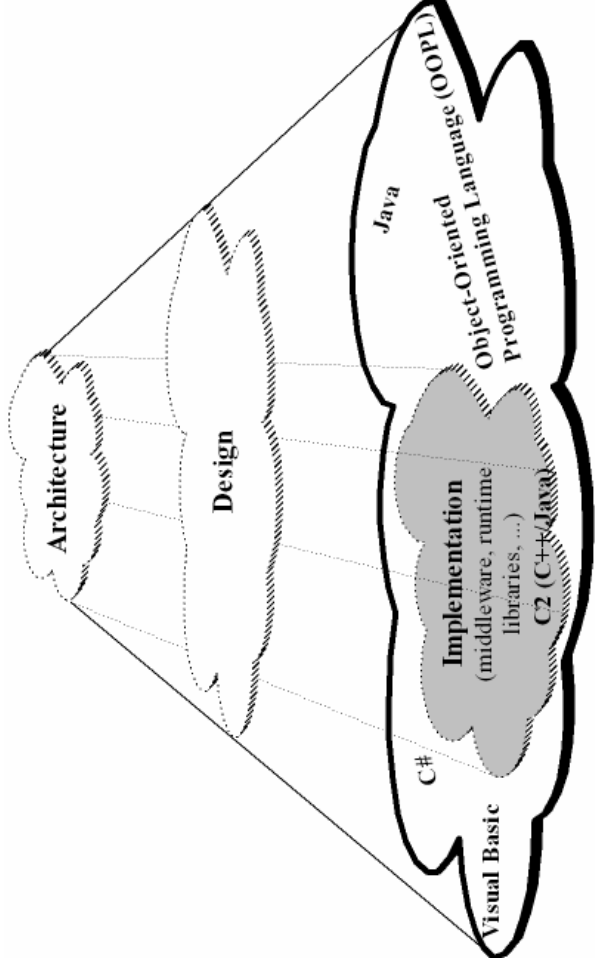 Architecture
Design
Java
Object-Oriented
Programming Language (OOPL)
C#
Implementation
(middleware, runtime
libraries, ...)
C2 (C++/Java)
Visual Basic